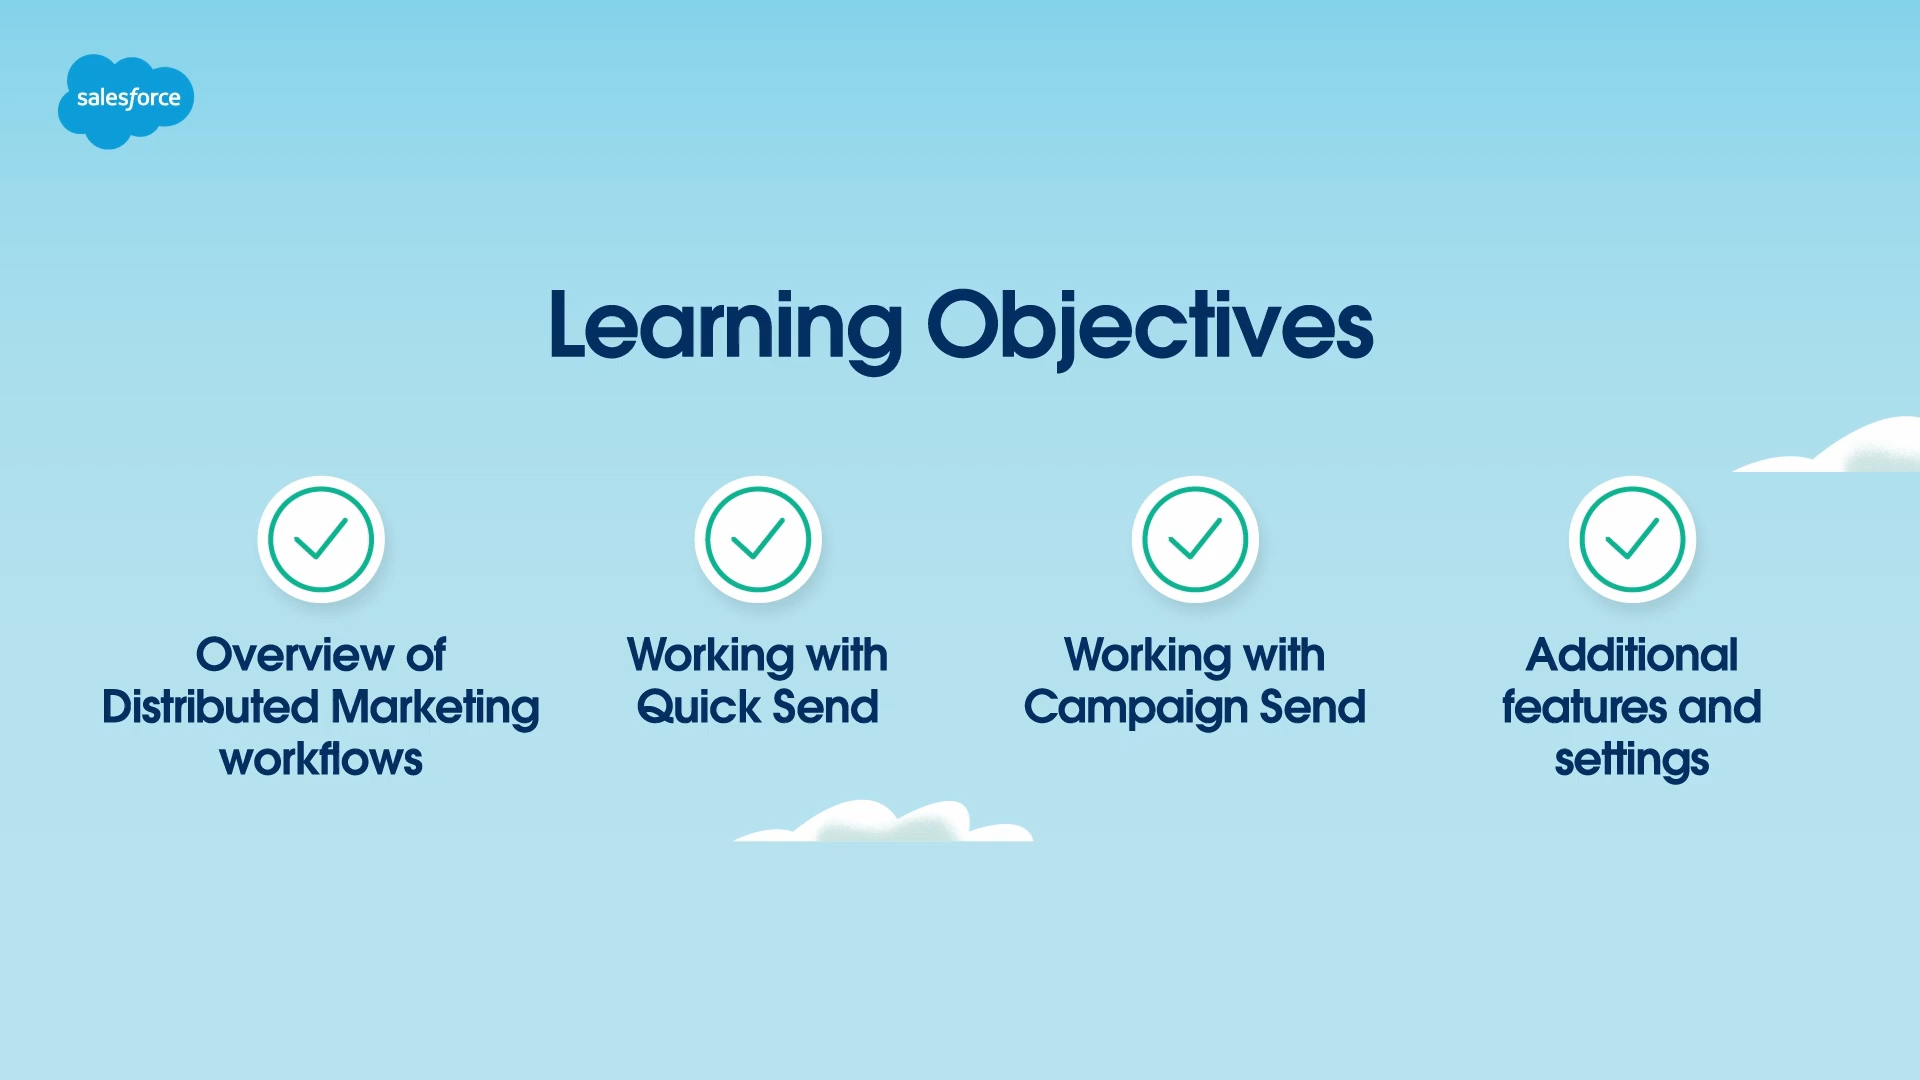 salesforce
Learning Objectives
Overview of
Distributed Marketing
workflows
Working with
Quick Send
Working with
Campaign Send
Additional
features and
settings